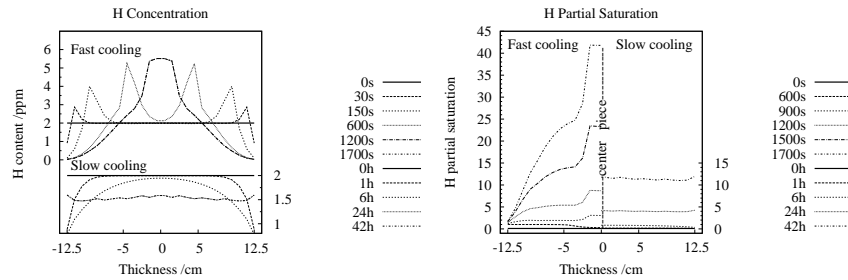 H Concentration
H content /ppm
6
5
4
3
2
1
0
Fast cooling
Slow cooling
2
1.5
1
-12.5
-5
0
5
12.5
Thickness /cm
0s
30s
150s
600s
1200s
1700s
0h
1h
6h
24h
42h
H Partial Saturation
H partial saturation
45
40
35
30
25
20
15
10
5
0
Fast cooling
Slow cooling
center piece
15
10
5
0
-12.5
-5
0
5
12.5
Thickness /cm
0s
600s
900s
1200s
1500s
1700s
0h
1h
6h
24h
42h